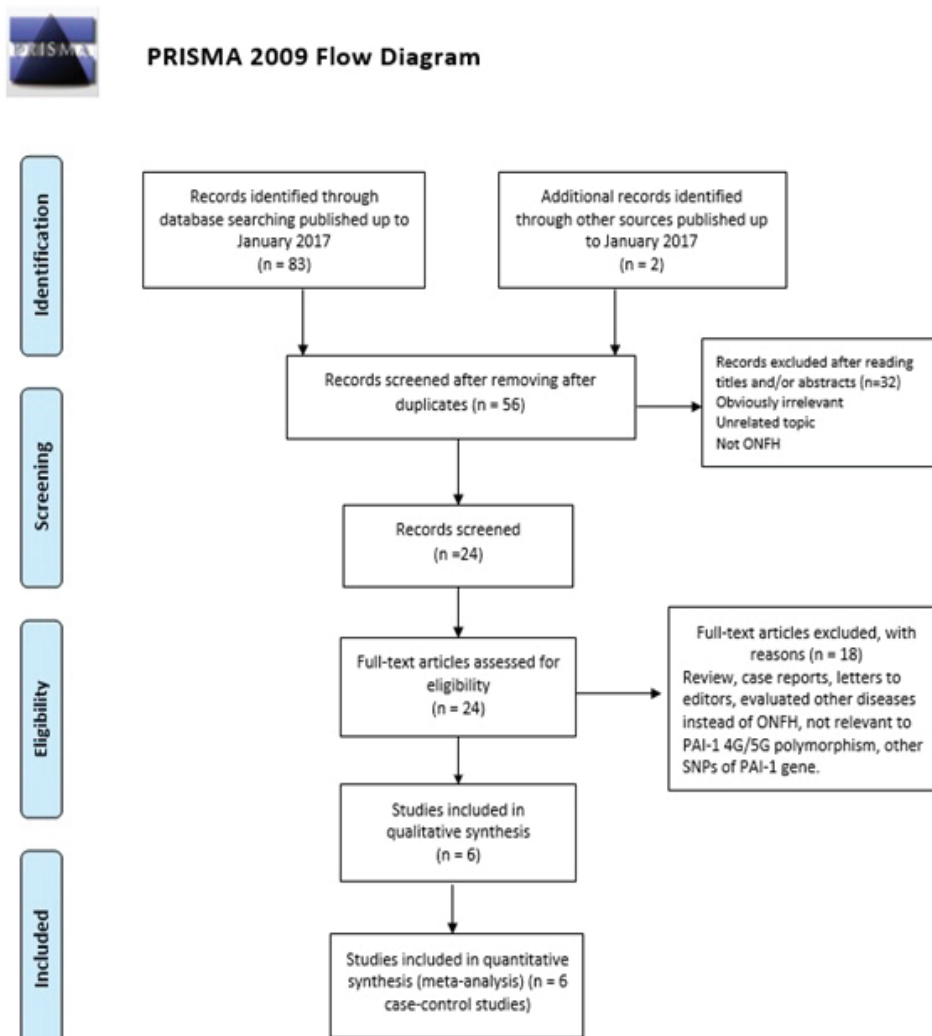 PRISMA
PRISMA 2009 Flow Diagram
Identification
Records identified through
database searching published up to
January 2017
(n = 83)
Additional records identified
through other sources published up
to January 2017
(n = 2)
Records screened after removing after
duplicates (n = 56)
Records excluded after reading
titles and/or abstracts (n=32)
Obviously irrelevant
Unrelated topic
Not ONFH
Screening
Records screened
(n =24)
Eligibility
Full-text articles assessed for
eligibility
(n = 24)
Full-text articles excluded, with
reasons (n = 18)
Review, case reports, letters to
editors, evaluated other diseases
instead of ONFH, not relevant to
PAI-1 4G/5G polymorphism, other
SNPs of PAI-1 gene.
Studies included in
qualitative synthesis
(n = 6)
Included
Studies included in quantitative
synthesis (meta-analysis) (n = 6
case-control studies)